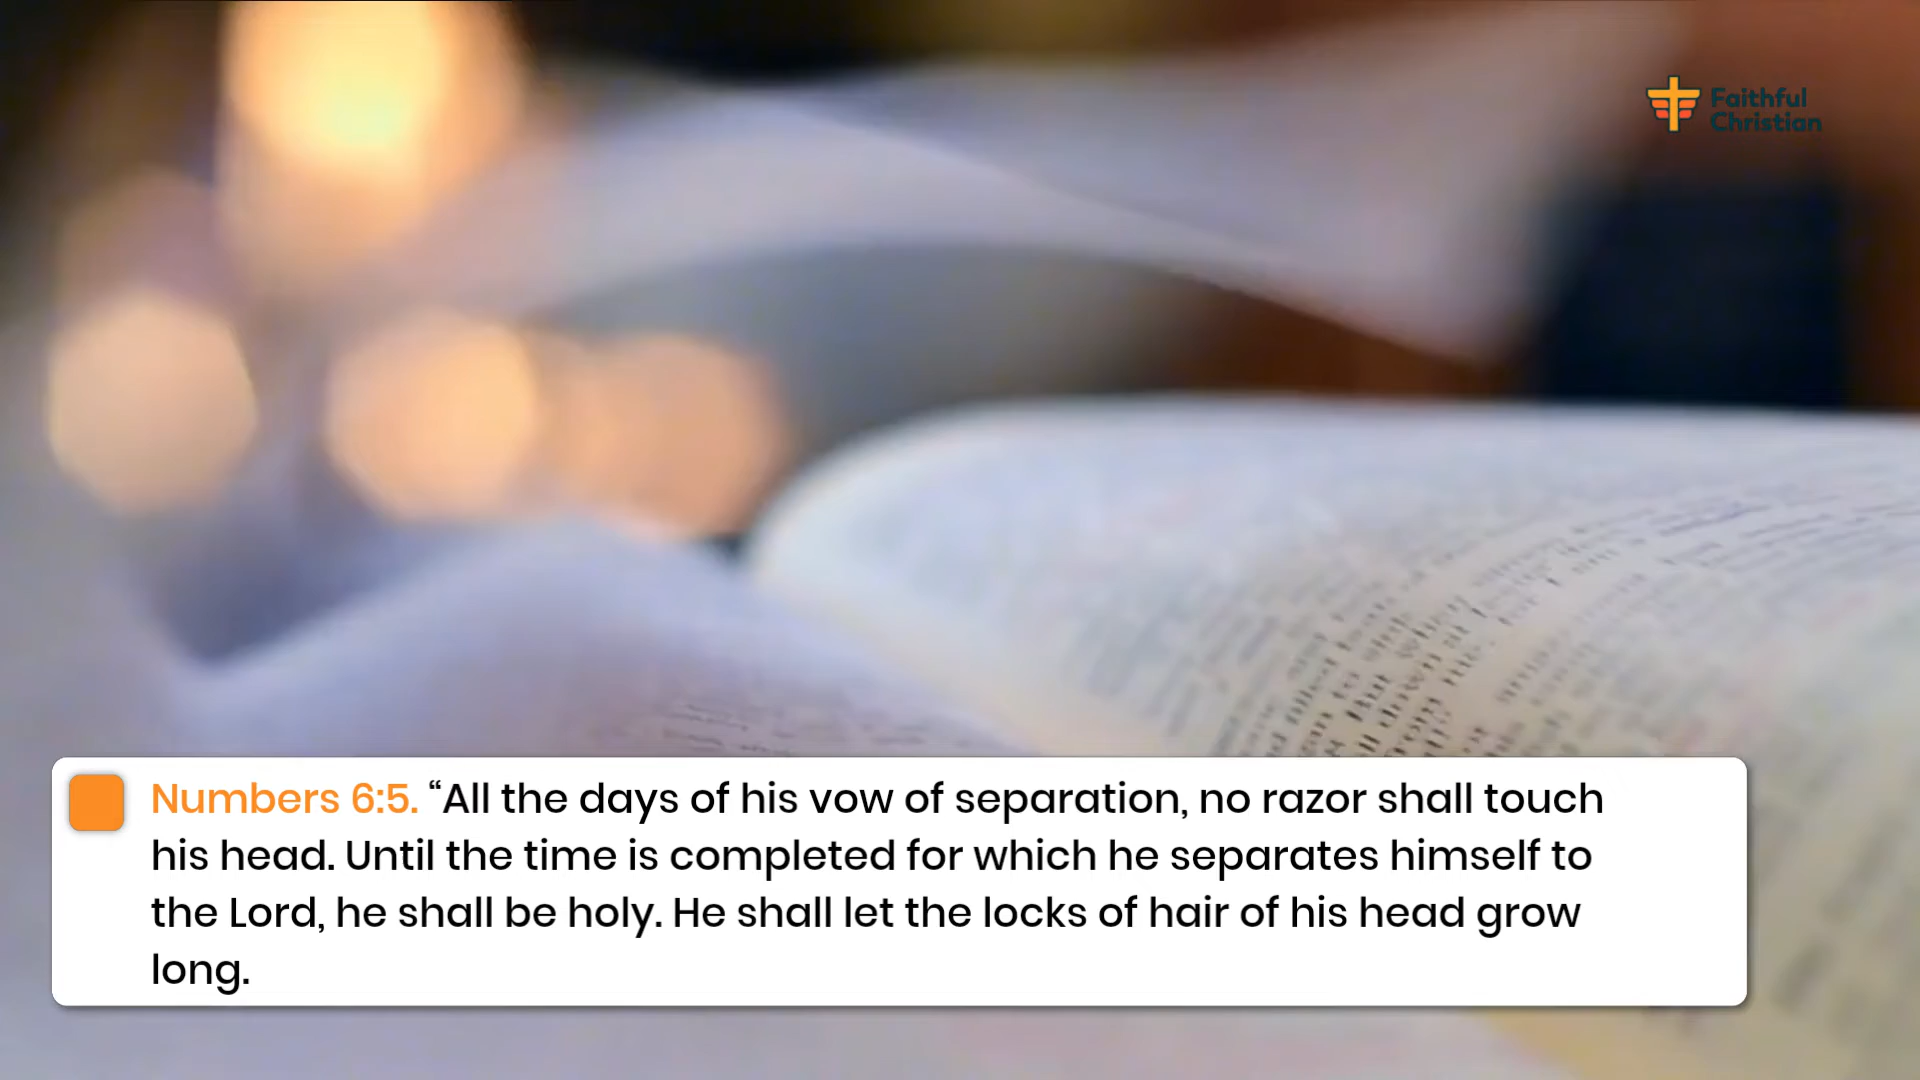 Faithful
Christian
Numbers 6:5. “All the days of his vow of separation, no razor shall touch
his head. Until the time is completed for which he separates himself to
the Lord, he shall be holy. He shall let the locks of hair of his head grow
long.